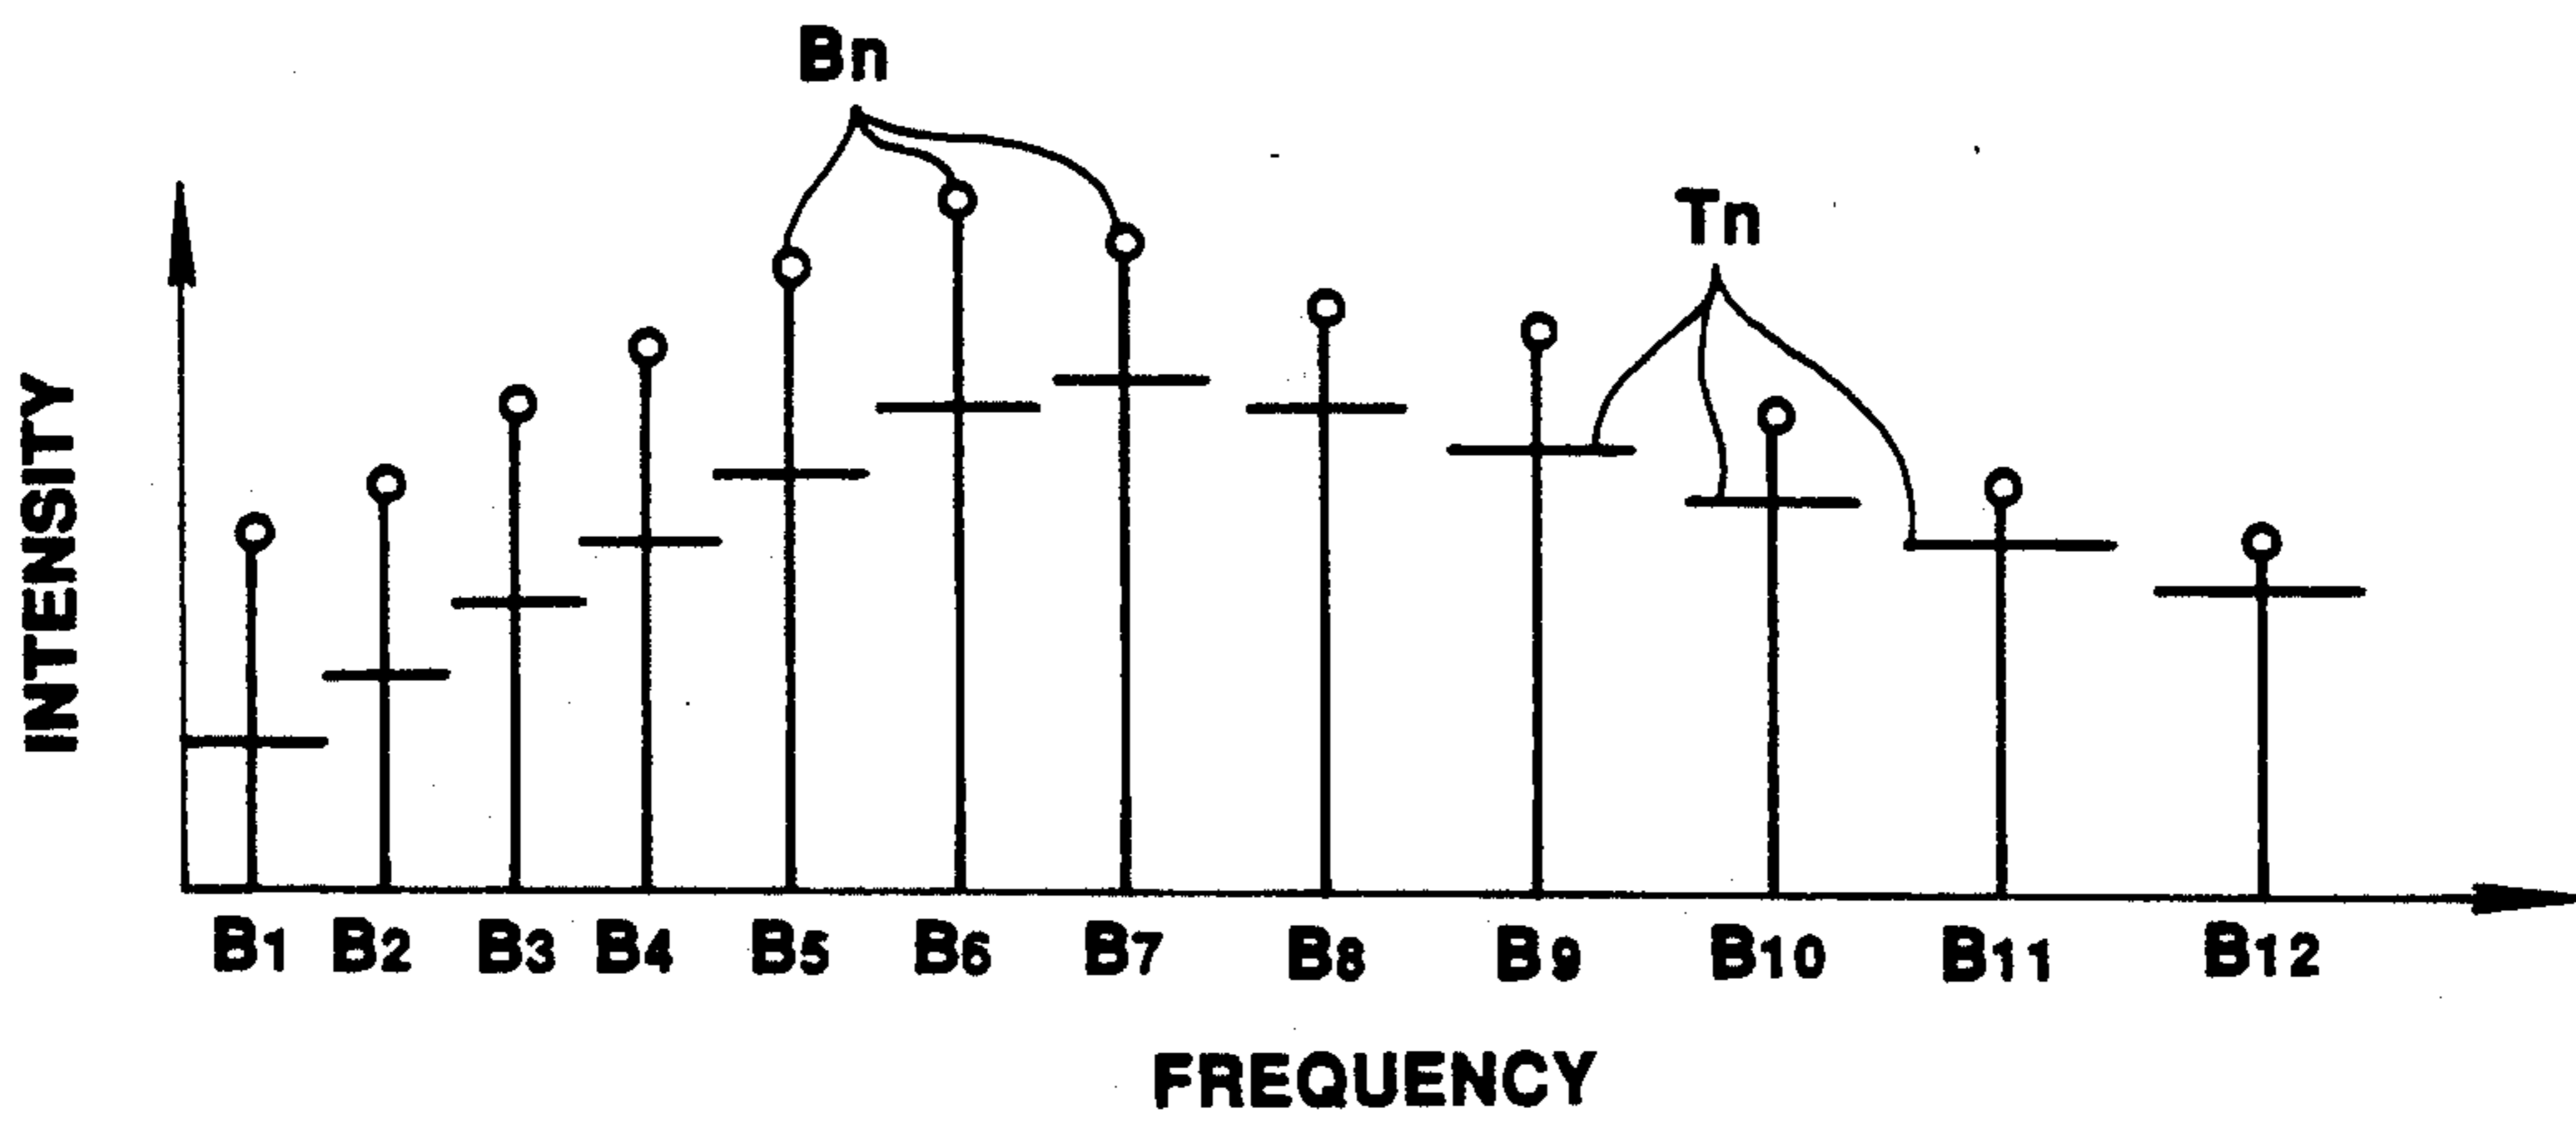 Bn
Tn
INTENSITY
B1 B2 B3 B4 B5 B6 B7 B8 B9 B10 B11 B12
FREQUENCY